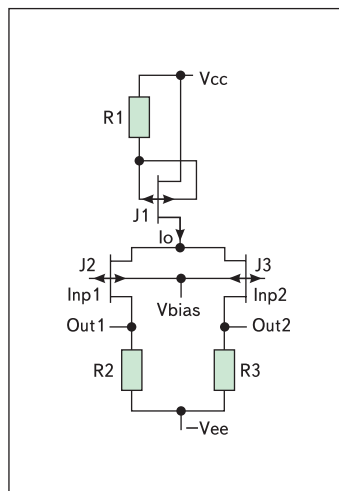 Vcc
R1
J1
Io
J2
J3
Inp1
Vbias
Inp2
Out1
Out2
R2
R3
−Vee